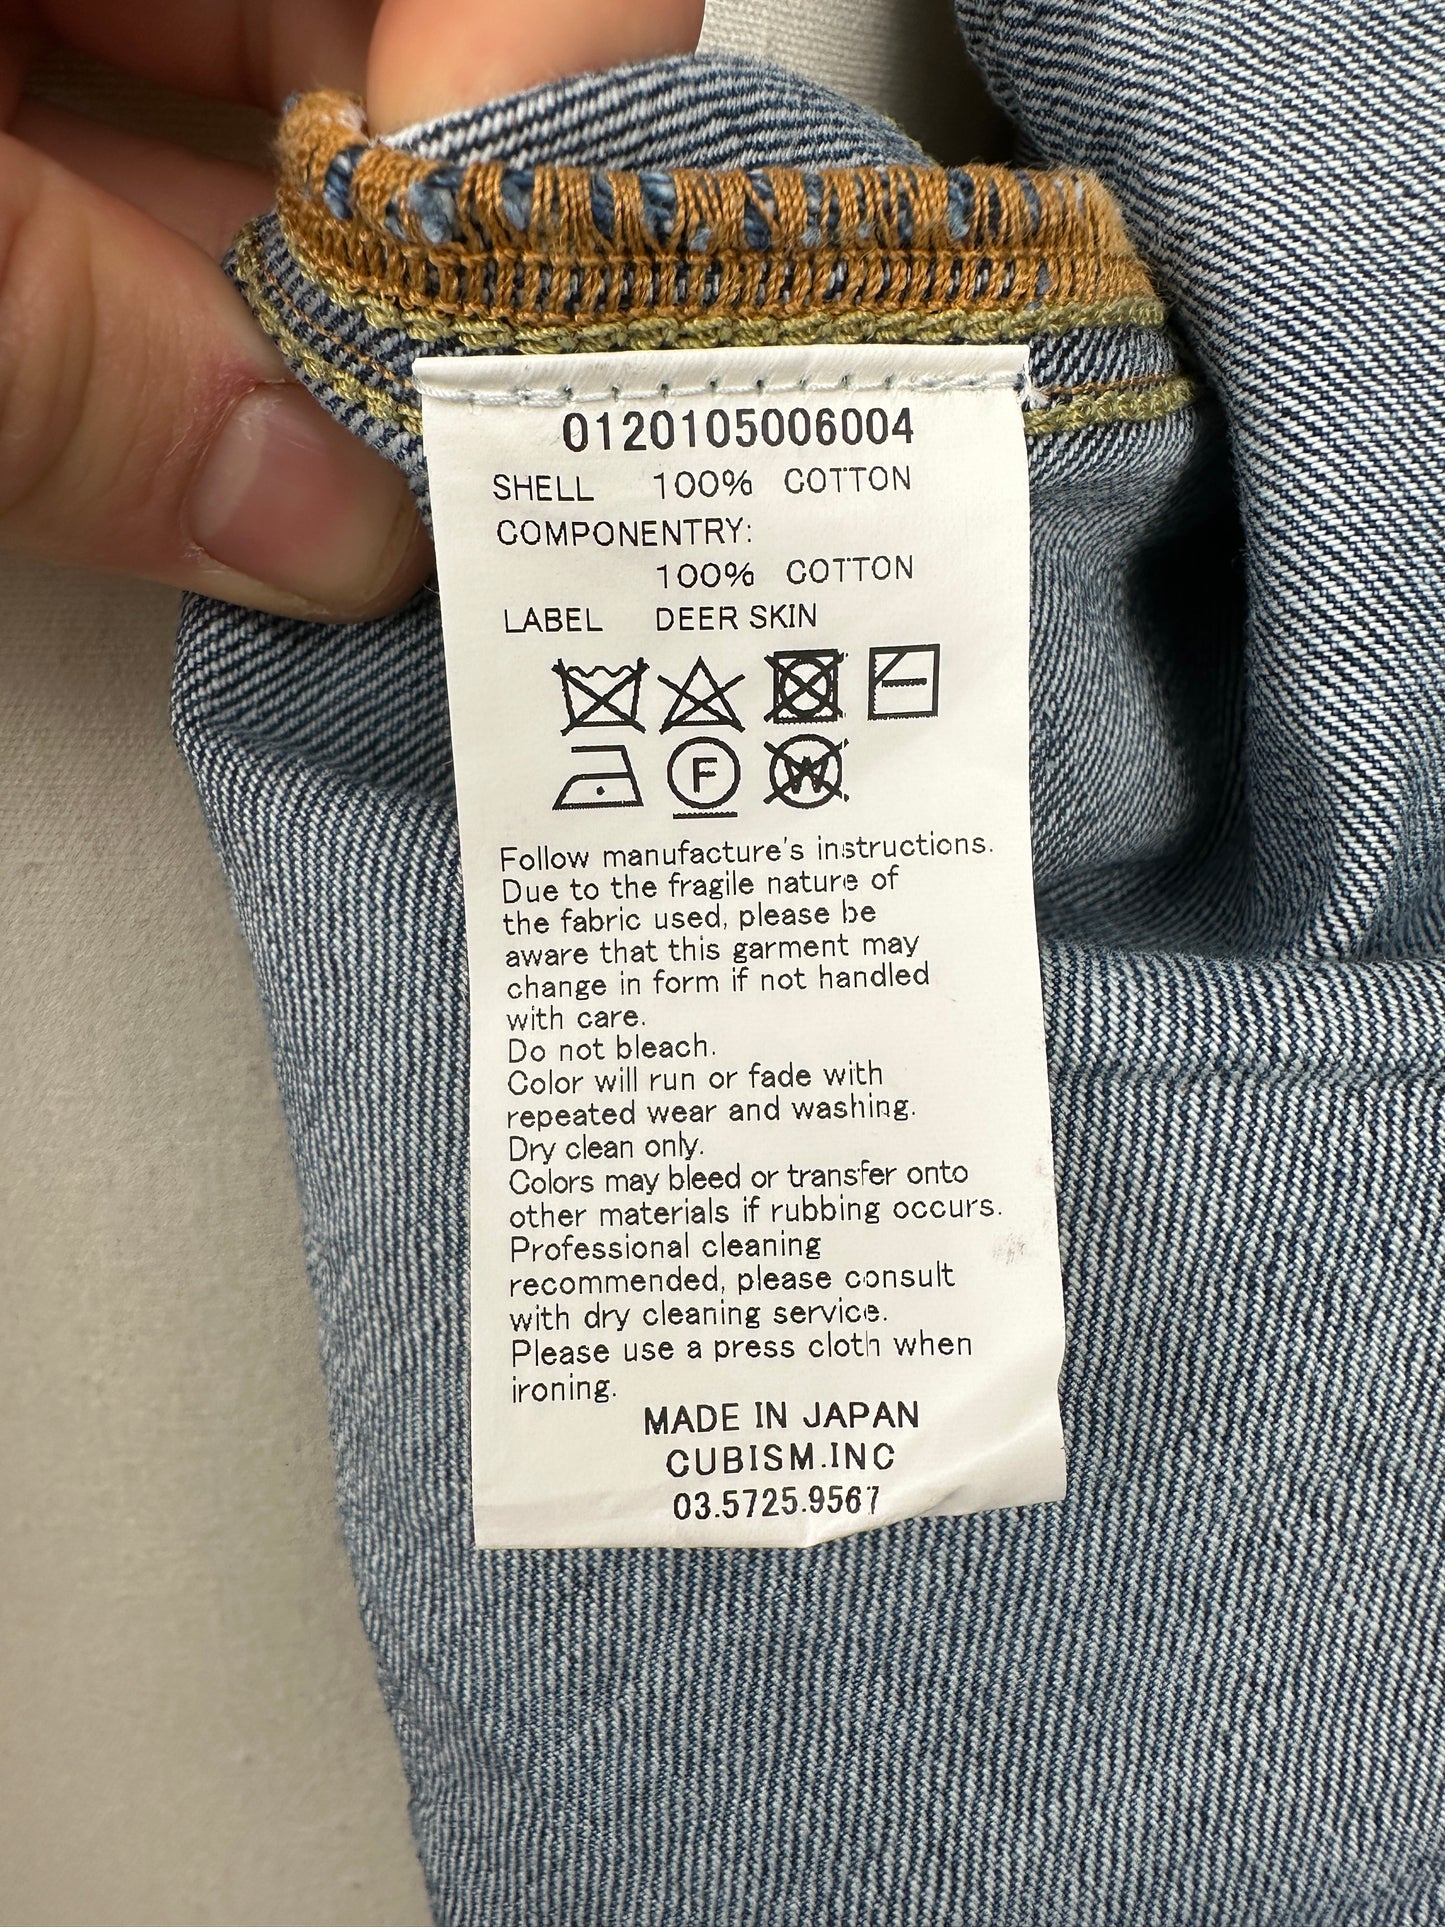 0120105006004
SHELL 100% COTTON
COMPONENTRY:
100% COTTON
LABEL DEER SKIN
F W
Follow manufacture's instructions.
Due to the fragile nature of
the fabric used, please be
aware that this garment may
change in form if not handled
with care.
Do not bleach.
Color will run or fade with
repeated wear and washing.
Dry clean only.
Colors may bleed or transfer onto
other materials if rubbing occurs.
Professional cleaning
recommended, please consult
with dry cleaning service.
Please use a press cloth when
ironing.
MADE IN JAPAN
CUBISM.INC
03.5725.9567